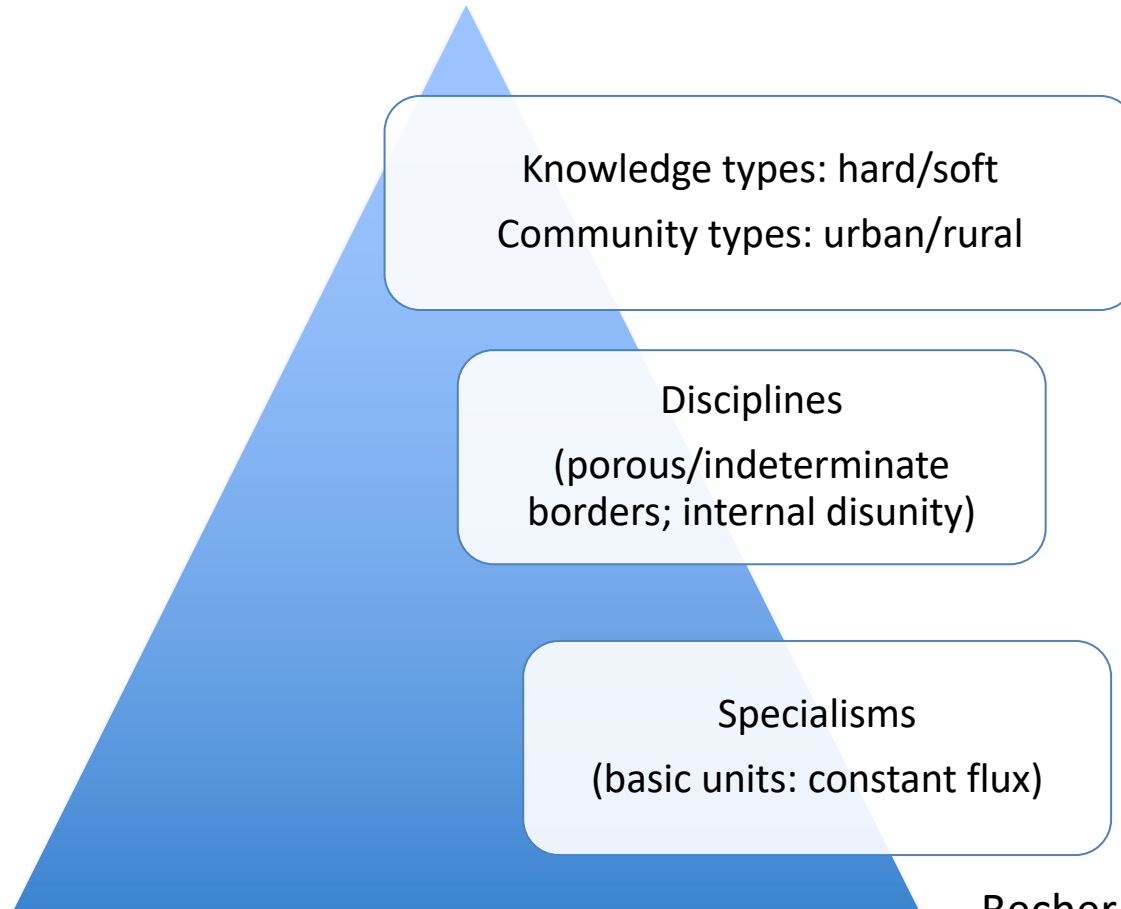 Knowledge types: hard/soft
Community types: urban/rural
Disciplines
(porous/indeterminate
borders; internal disunity)
Specialisms
(basic units: constant flux)
Becher